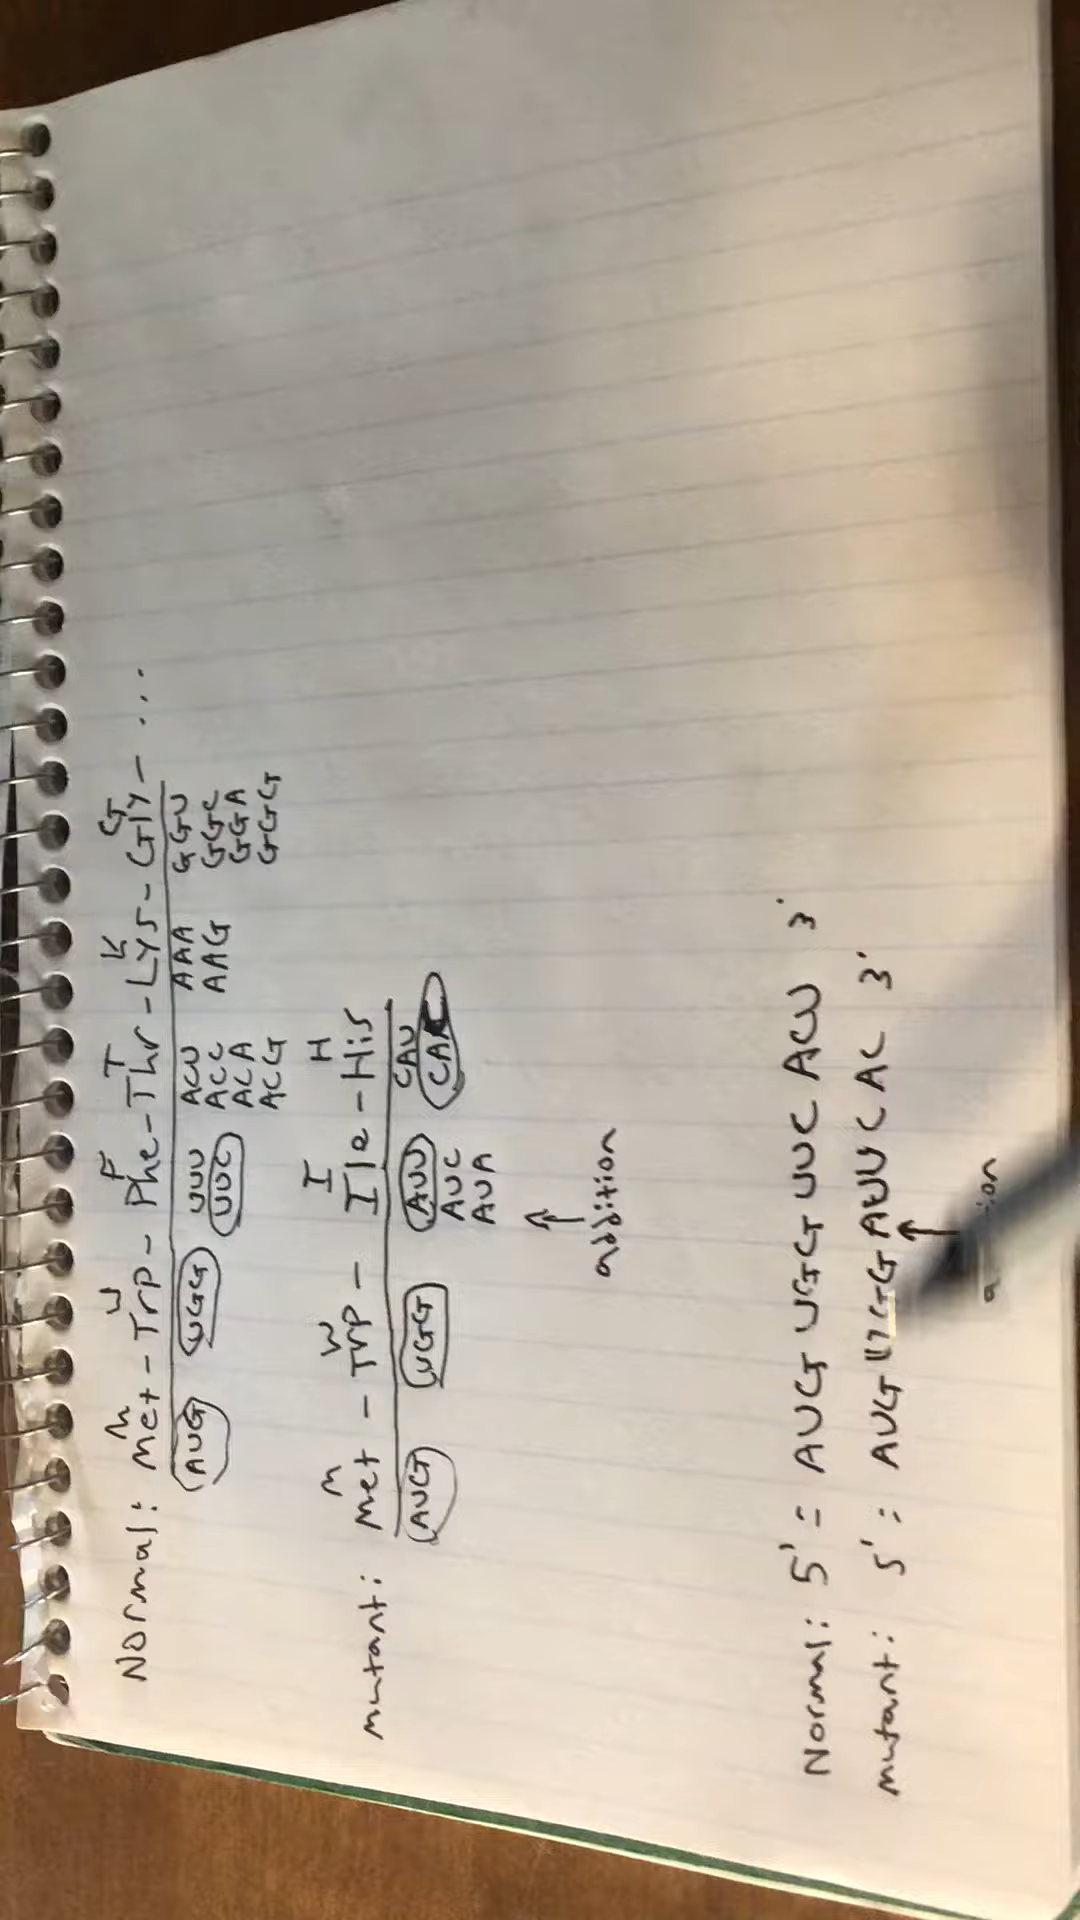 M W F T K G
Normal: Met - Trp - Phe - Thr - Lys - Gly - ...
AUG UGG UUU ACU AAA GGU
UUC ACC AAG GGC
ACA GGA
ACG GGG
M W I H
mutant: Met - Trp - Ile - His
AUG UGG AUU CAU
AUC CAC
AUA
↑
addition
Normal: 5' = AUG UGG UUC ACU 3'
mutant: 5' : AUG UGG AUU CAC 3'
↑